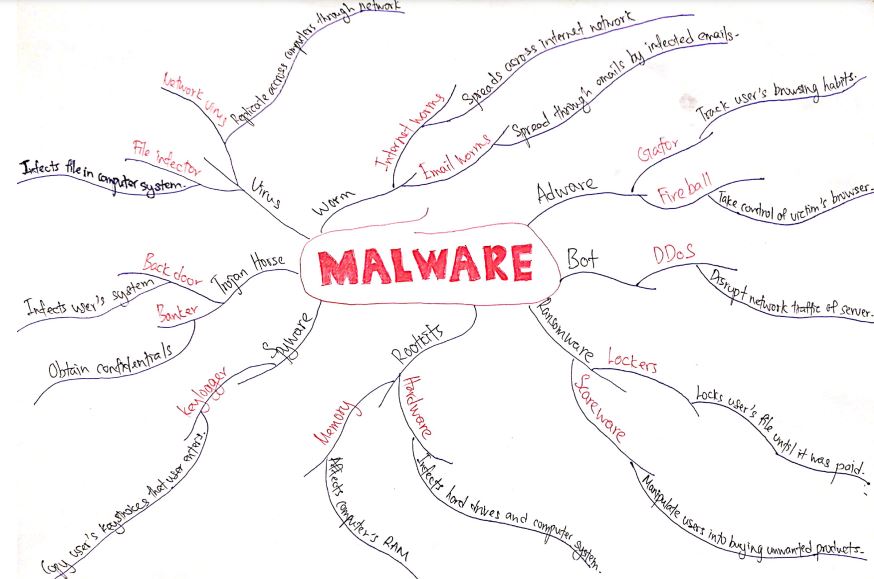 MALWARE
Virus
Network virus
Replicate across computers through network
File infector
Infects file in computer system.
Worm
Internet worms
Spreads across internet network
Email worms
Spread through emails by infected emails.
Adware
Gator
Track user's browsing habits.
Fireball
Take control of victim's browser.
Bot
DDoS
Disrupt network traffic of server.
Ransomware
Lockers
Locks user's file until it was paid.
Scareware
Manipulate users into buying unwanted products.
Rootkits
Hardware
Infects hard drives and computer system.
Memory
Affects computer's RAM
Spyware
Keylogger
Copy user's keystrokes that user enters.
Trojan Horse
Backdoor
Infects user's system
Banker
Obtain confidentials